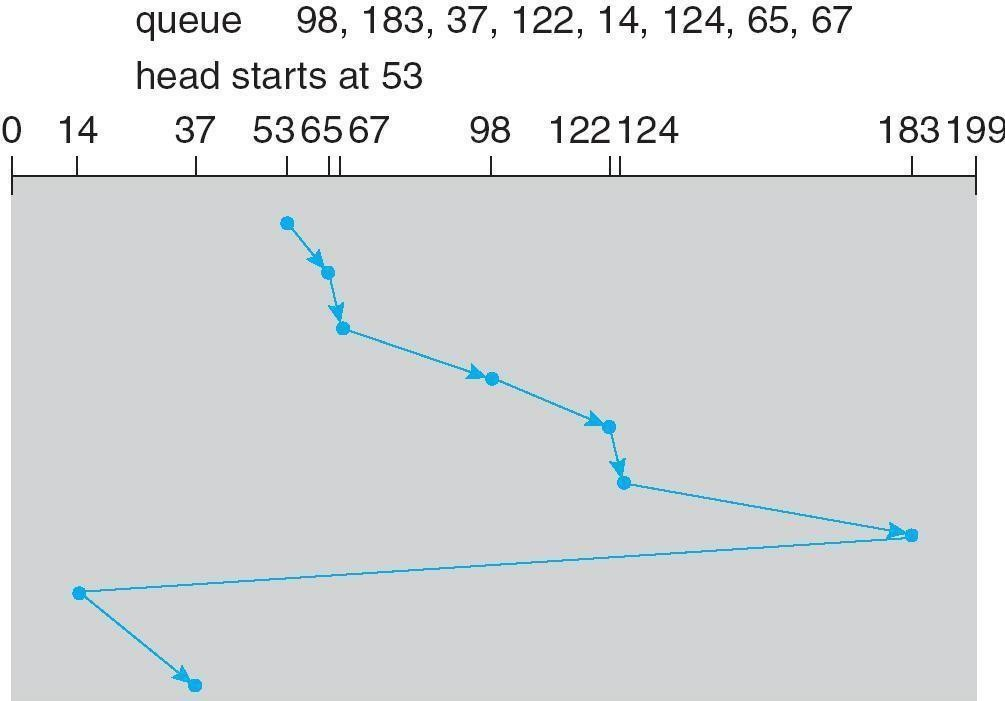 queue 98, 183, 37, 122, 14, 124, 65, 67
head starts at 53
0 14 37 53 65 67 98 122 124 183 199